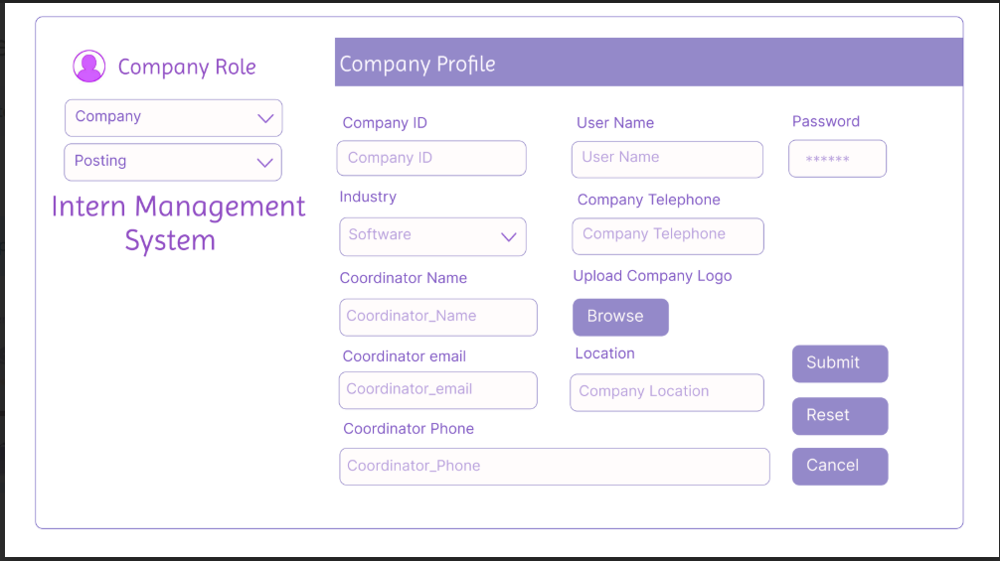 Company Role
Company
Posting
Intern Management
System
Company Profile
Company ID
Company ID
User Name
User Name
Password
******
Industry
Software
Company Telephone
Company Telephone
Coordinator Name
Coordinator_Name
Upload Company Logo
Browse
Coordinator email
Coordinator_email
Location
Company Location
Coordinator Phone
Coordinator_Phone
Submit
Reset
Cancel